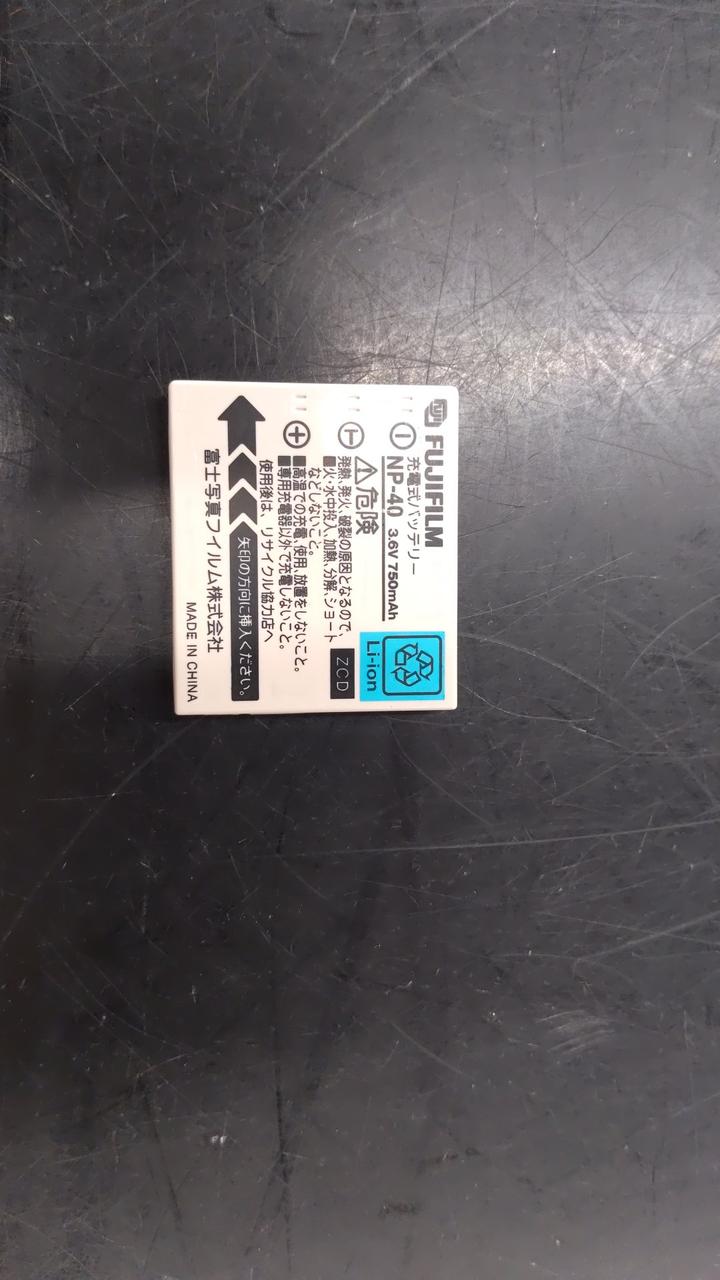 FUJI FUJIFILM
充電式バッテリー
NP-40 3.6V 750mAh
Li-ion
⚠危険
ZCD
発熱、発火、破裂の原因となるので、
■火・水中投入、加熱、分解、ショート
などしないこと。
■高温での充電、使用、放置をしないこと。
■専用充電器以外で充電しないこと。
使用後は、リサイクル協力店へ
矢印の方向に挿入ください。
富士写真フイルム株式会社
MADE IN CHINA
⊖
T
⊕